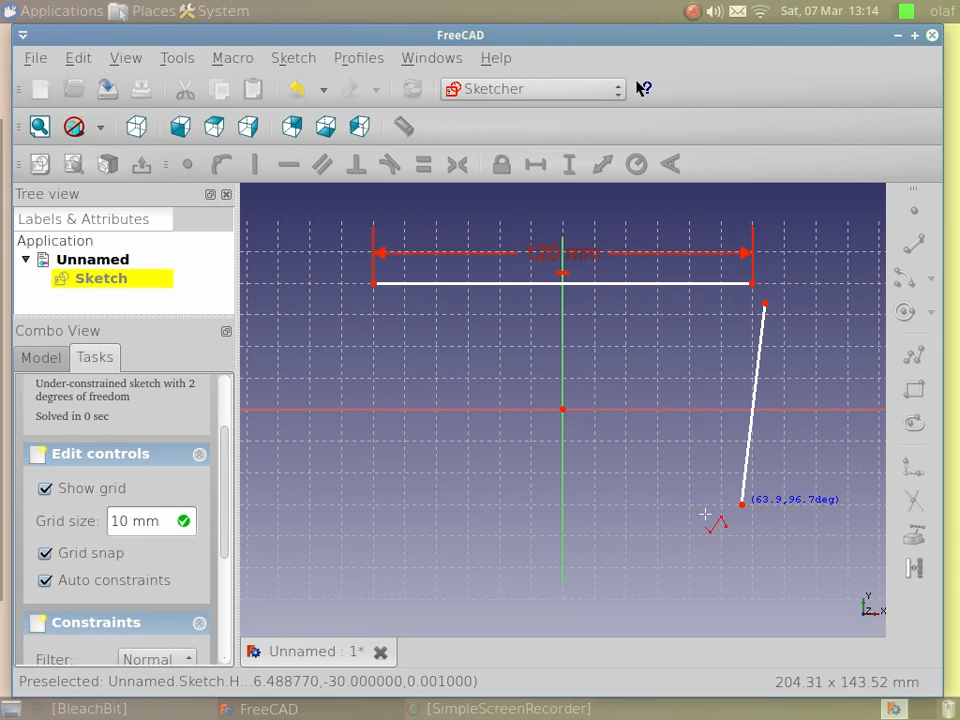 Applications Places System Sat, 07 Mar 13:14 olaf
FreeCAD
File Edit View Tools Macro Sketch Profiles Windows Help
Sketcher
Tree view
Labels & Attributes
Application
Unnamed
Sketch
Combo View
Model Tasks
Under-constrained sketch with 2
degrees of freedom
Solved in 0 sec
Edit controls
Show grid
Grid size: 10 mm
Grid snap
Auto constraints
Constraints
Filter: Normal
120 mm
(63.9,96.7deg)
Y
Z X
Unnamed : 1*
Preselected: Unnamed.Sketch.H...6.488770,-30.000000,0.001000) 204.31 x 143.52 mm
[BleachBit] FreeCAD [SimpleScreenRecorder]